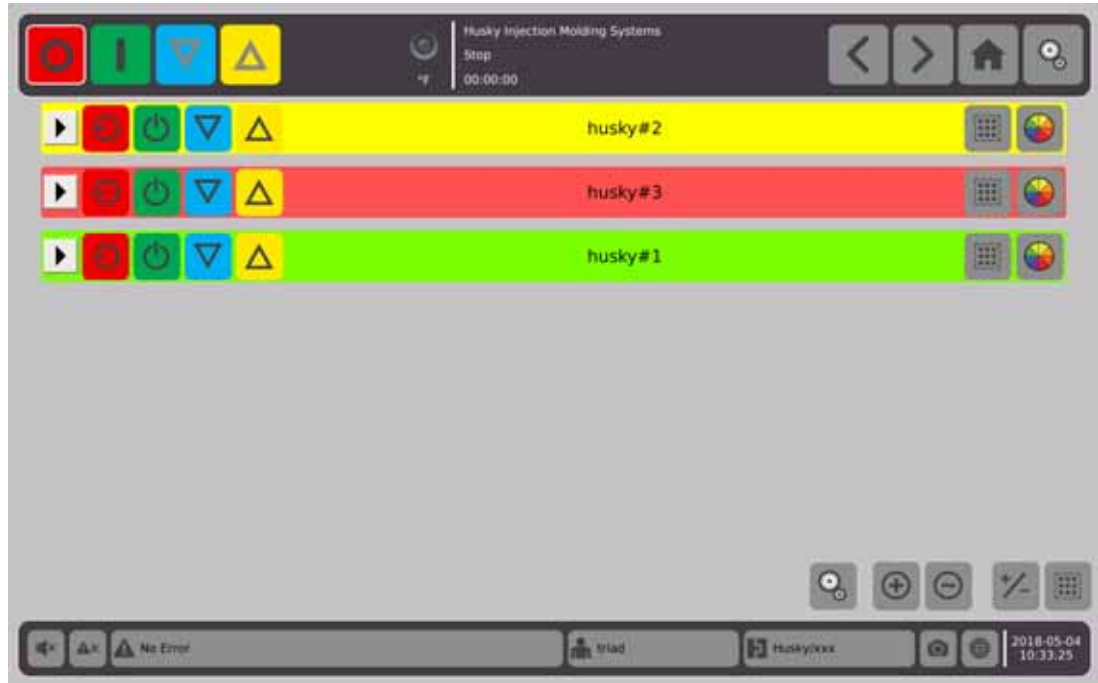 Husky Injection Molding Systems
Stop
°F
00:00:00
husky#2
husky#3
husky#1
No Error
triad
Husky/xxx
2018-05-04
10:33:25